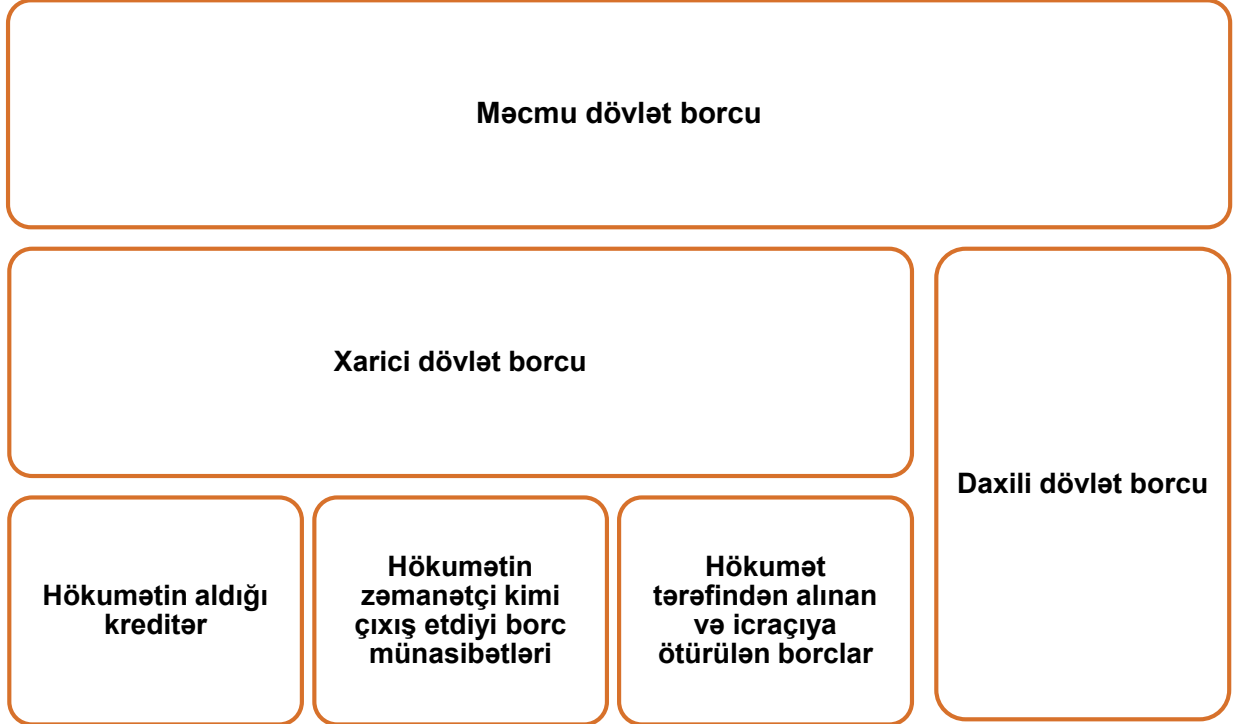 Məcmu dövlət borcu
Xarici dövlət borcu
Daxili dövlət borcu
Hökumətin aldığı
kreditər
Hökumətin
zəmanətçi kimi
çıxış etdiyi borc
münasibətləri
Hökumət
tərəfindən alınan
və icraçıya
ötürülən borclar